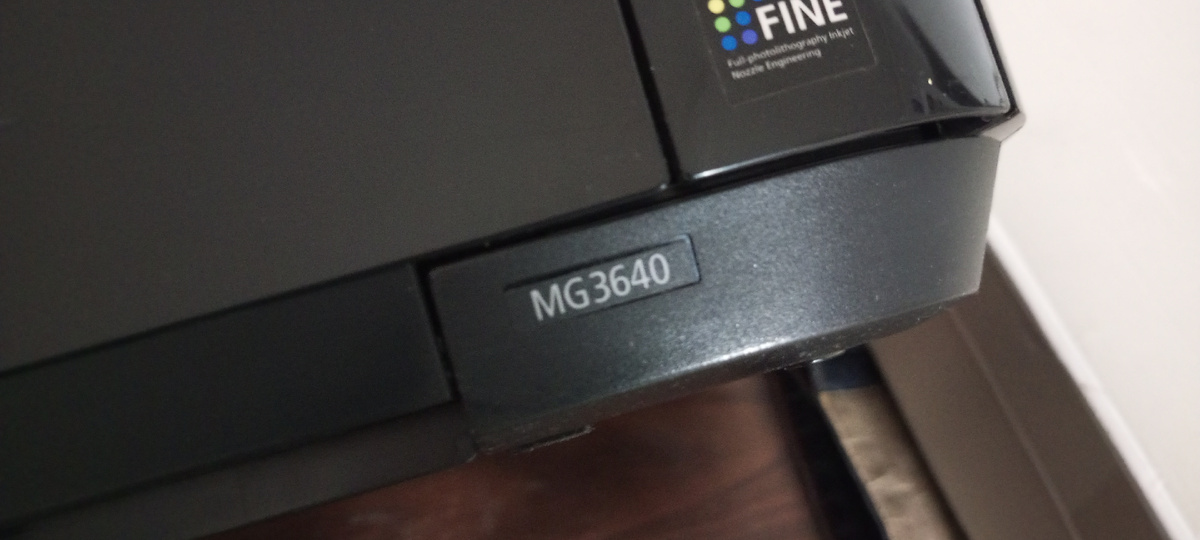 FINE
Full-photolithography Inkjet
Nozzle Engineering
MG3640